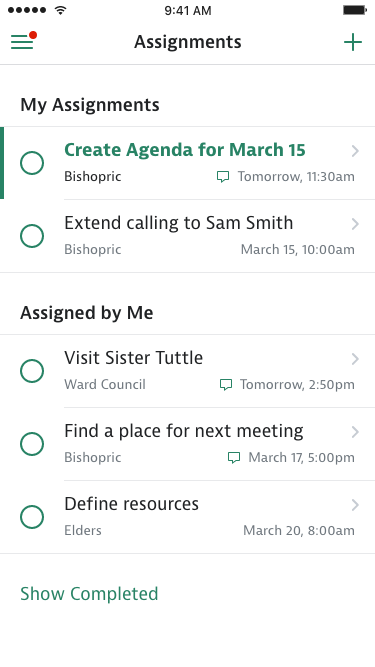 9:41 AM
Assignments
My Assignments
Create Agenda for March 15
Bishopric Tomorrow, 11:30am
Extend calling to Sam Smith
Bishopric March 15, 10:00am
Assigned by Me
Visit Sister Tuttle
Ward Council Tomorrow, 2:50pm
Find a place for next meeting
Bishopric March 17, 5:00pm
Define resources
Elders March 20, 8:00am
Show Completed